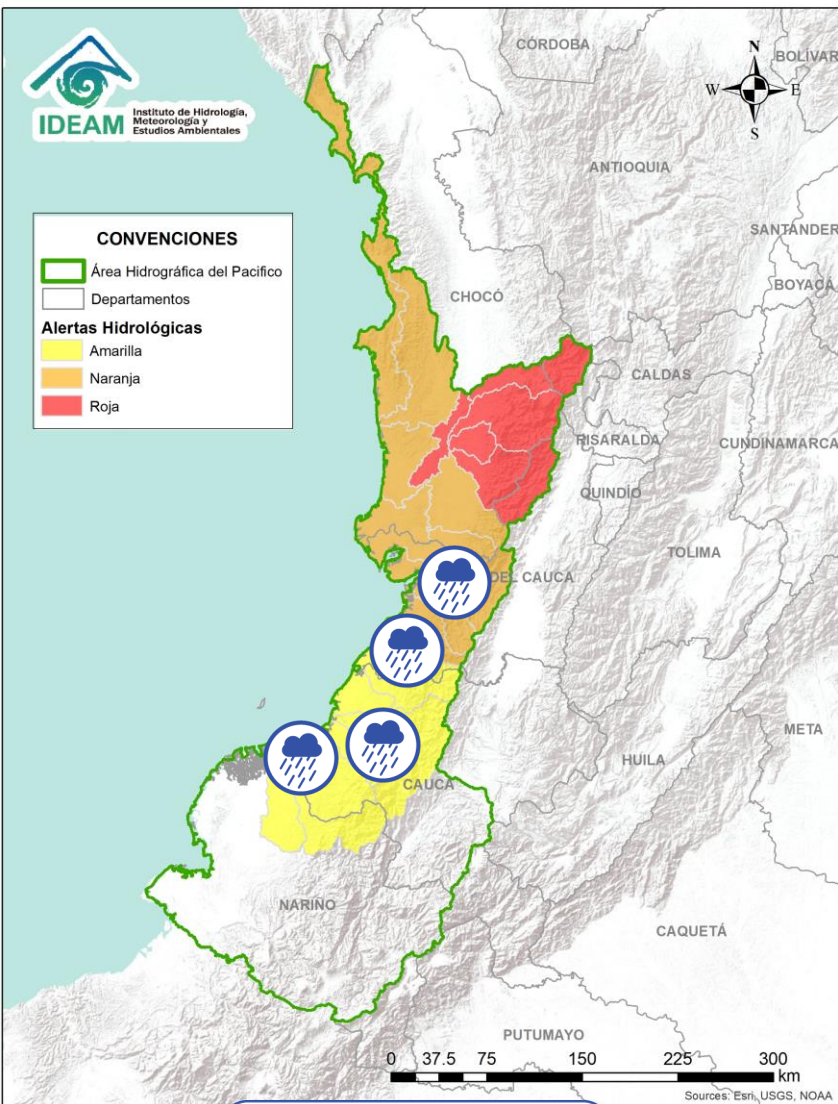 IDEAM
Instituto de Hidrología,
Meteorología y
Estudios Ambientales
CÓRDOBA
BOLÍVAR
N
W
E
S
ANTIOQUIA
SANTANDER
BOYACÁ
CONVENCIONES
Área Hidrográfica del Pacifico
Departamentos
Alertas Hidrológicas
Amarilla
Naranja
Roja
CHOCÓ
CALDAS
RISARALDA
CUNDINAMARCA
QUINDÍO
TOLIMA
DEL CAUCA
META
HUILA
CAUCA
NARIÑO
CAQUETÁ
PUTUMAYO
0 37.5 75 150 225 300
km
Sources: Esri, USGS, NOAA